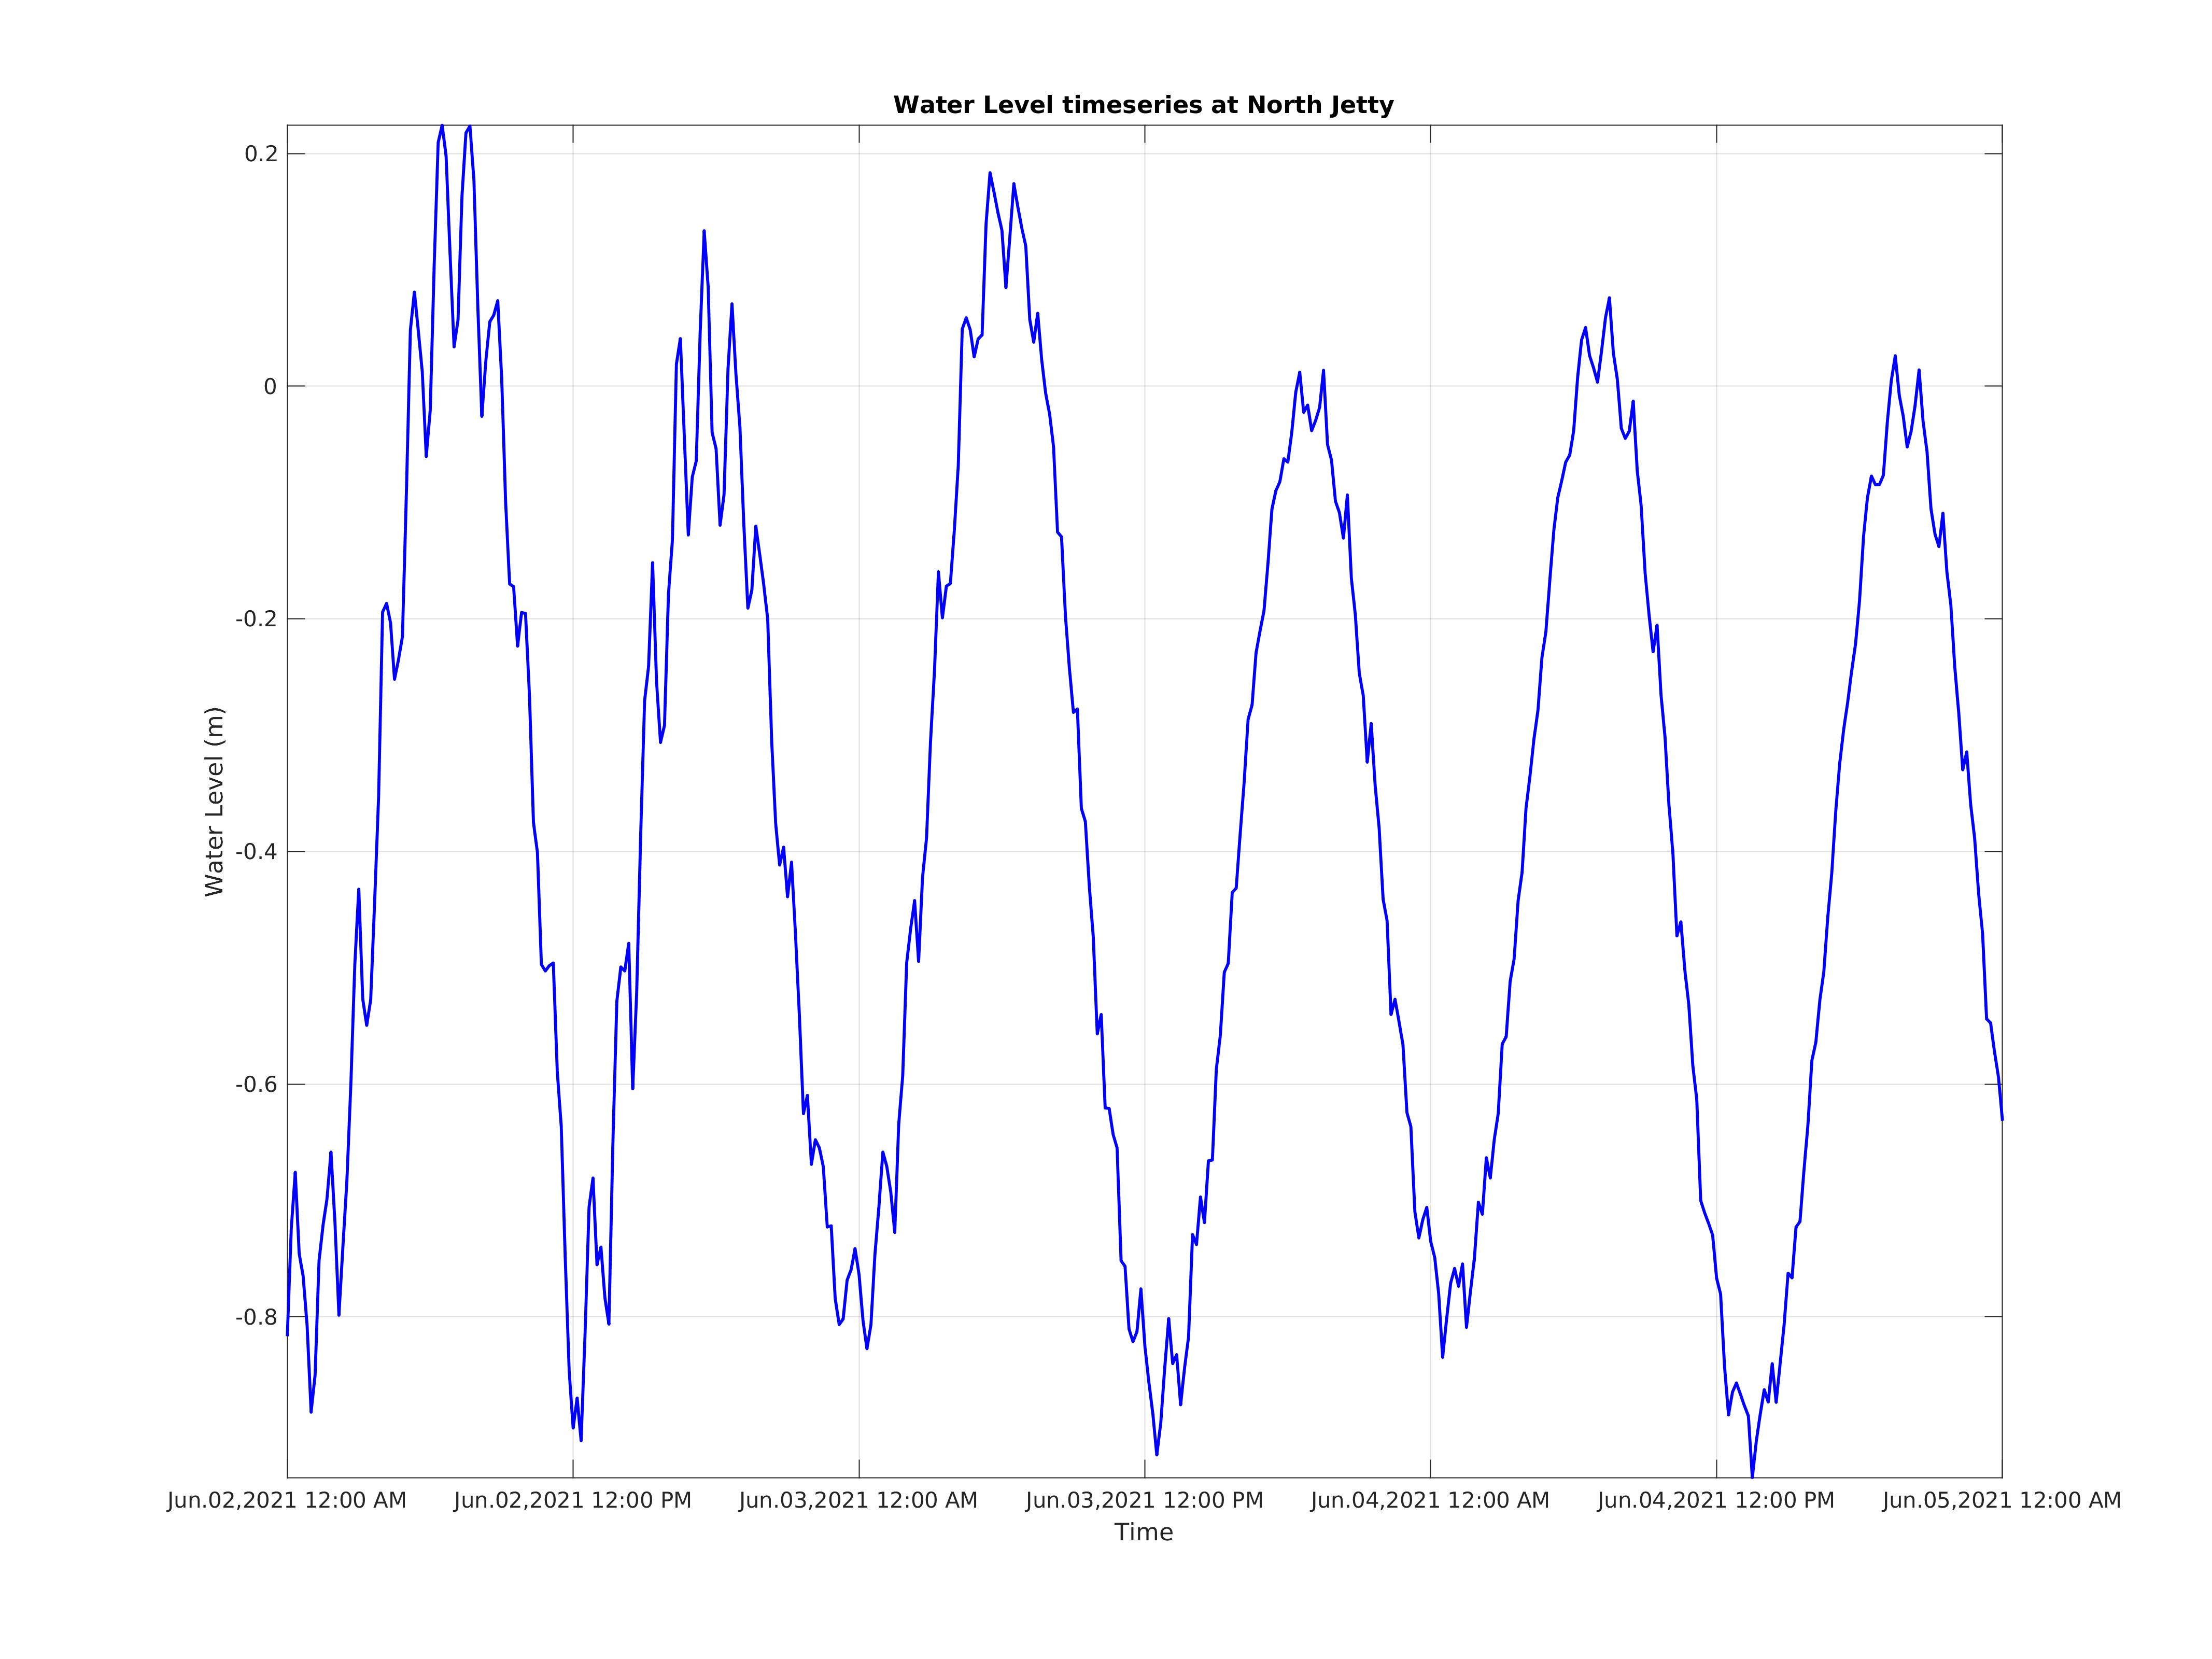 Water Level timeseries at North Jetty
0.2
0
-0.2
-0.4
-0.6
-0.8
Water Level (m)
Jun.02,2021 12:00 AM
Jun.02,2021 12:00 PM
Jun.03,2021 12:00 AM
Jun.03,2021 12:00 PM
Jun.04,2021 12:00 AM
Jun.04,2021 12:00 PM
Jun.05,2021 12:00 AM
Time